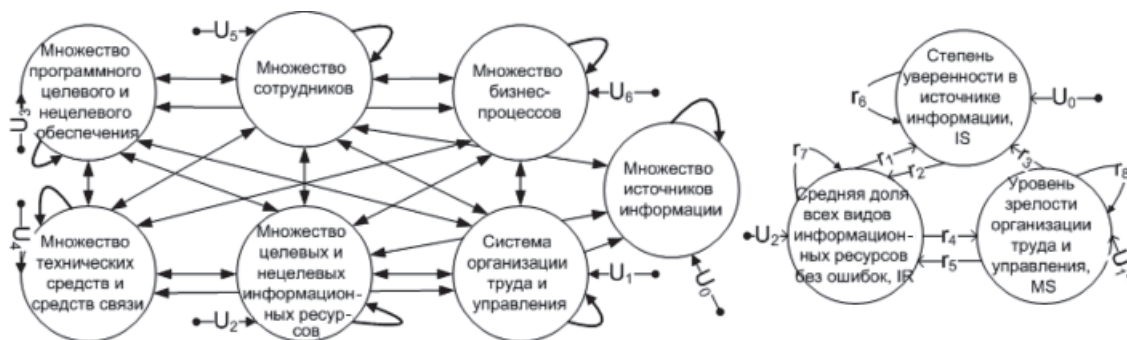 U₅
Множество
программного
целевого и
нецелевого
обеспечения
U₃
Множество
сотрудников
Множество
бизнес-
процессов
U₆
Множество
источников
информации
U₀
U₄
Множество
технических
средств и
средств связи
Множество
целевых и
нецелевых
информацион-
ных ресур-
сов
U₂
Система
организации
труда и
управления
U₁
Степень
уверенности в
источнике
информации,
IS
r₆
U₀
r₇
r₁
r₂
r₃
r₈
Средняя доля
всех видов
информацион-
ных ресурсов
без ошибок, IR
U₂
r₄
r₅
Уровень
зрелости
организации
труда и
управления,
MS
U₁